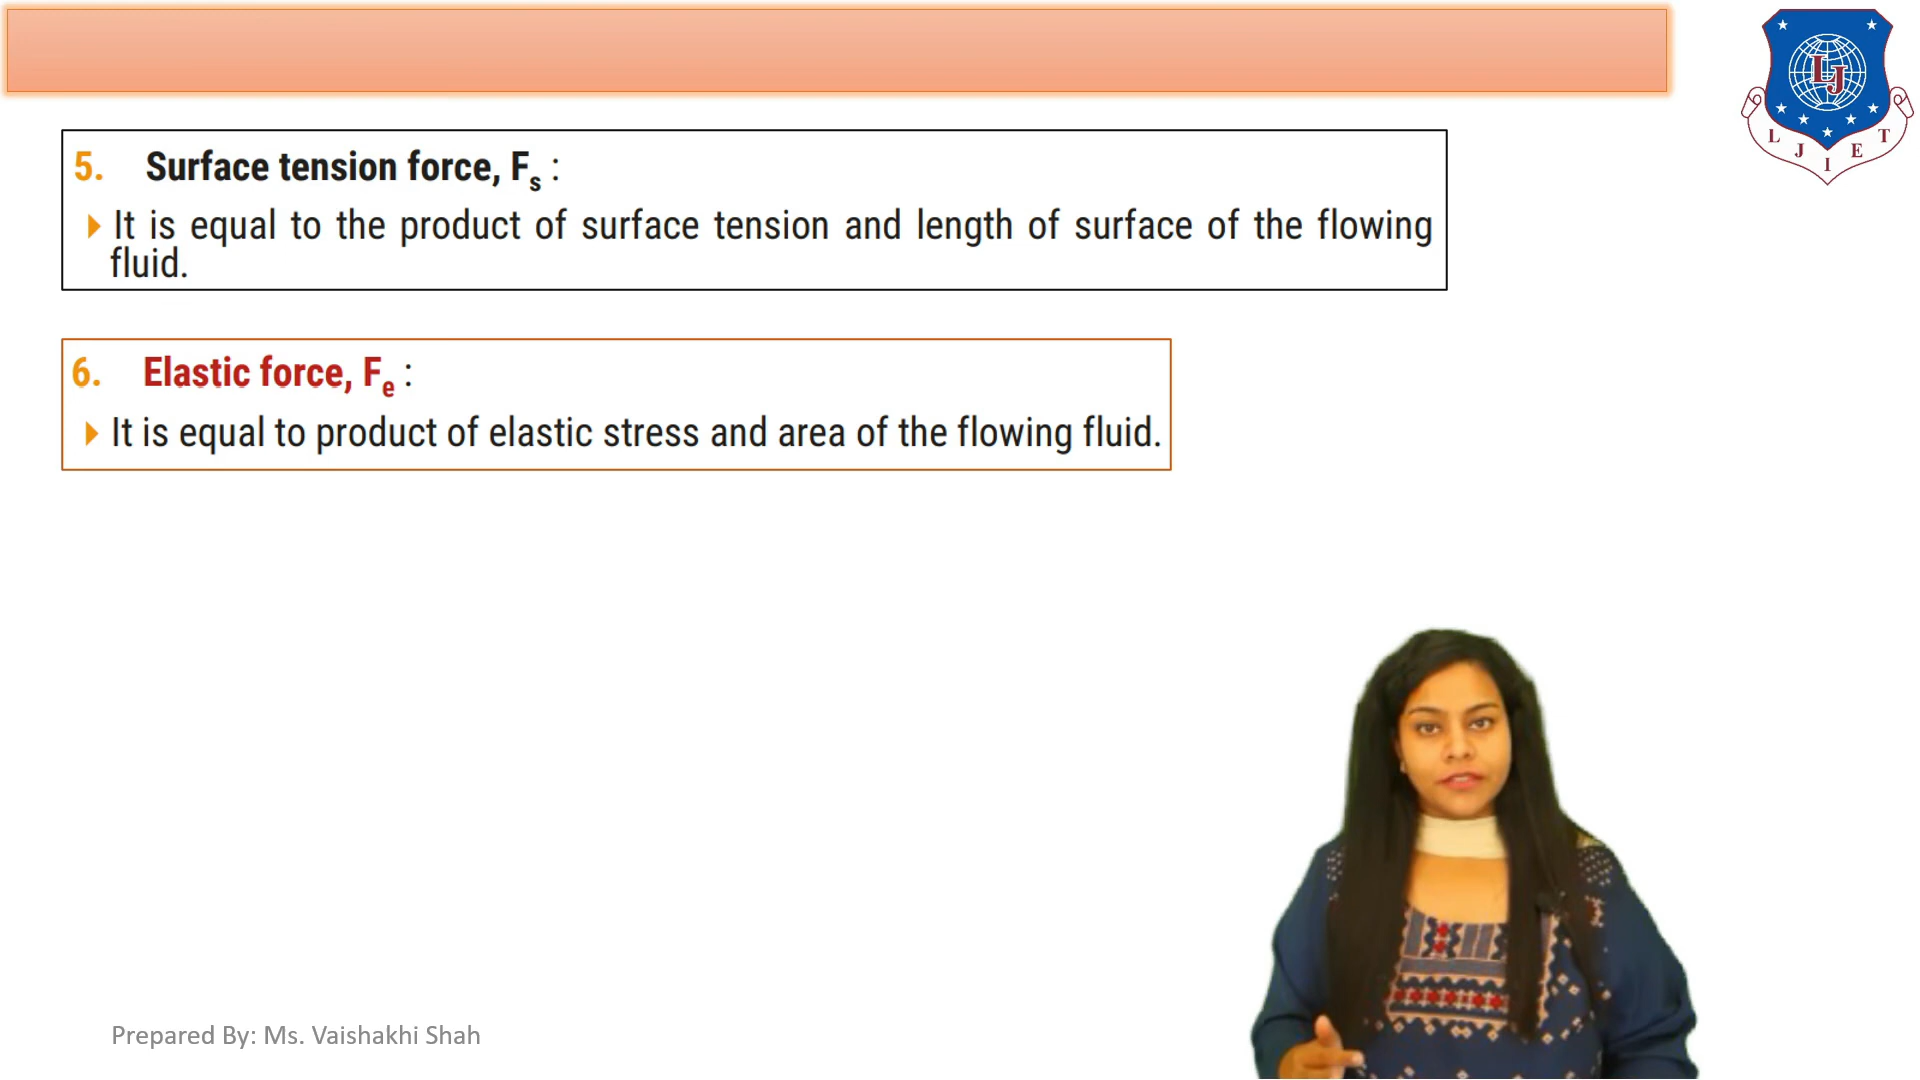 5. Surface tension force, Fs :
It is equal to the product of surface tension and length of surface of the flowing
fluid.
6. Elastic force, Fe :
It is equal to product of elastic stress and area of the flowing fluid.
Prepared By: Ms. Vaishakhi Shah
LJ
L J I E T